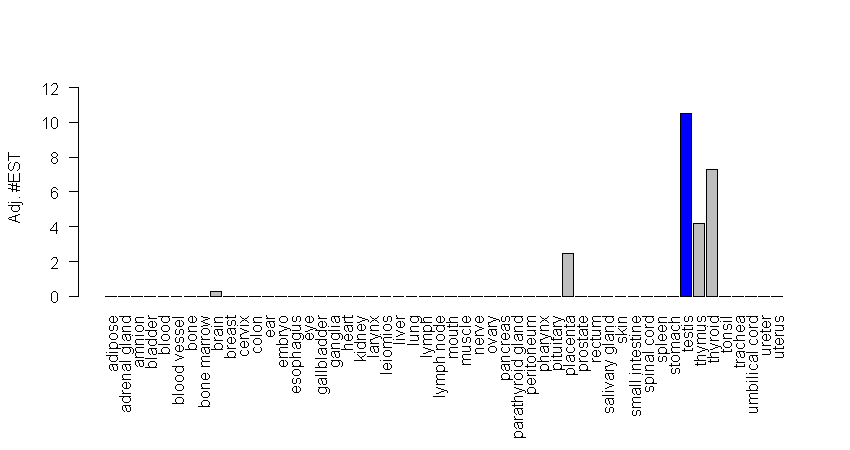 Adj. #EST
12
10
8
6
4
2
0
adipose
adrenal gland
amnion
bladder
blood
blood vessel
bone
bone marrow
brain
breast
cervix
colon
ear
embryo
esophagus
eye
gallbladder
ganglia
heart
kidney
larynx
leiomios
liver
lung
lymph
lymph node
mouth
muscle
nerve
ovary
pancreas
parathyroid gland
peritoneum
pharynx
pituitary
placenta
prostate
rectum
salivary gland
skin
small intestine
spinal cord
spleen
stomach
testis
thymus
thyroid
tonsil
trachea
umbilical cord
ureter
uterus